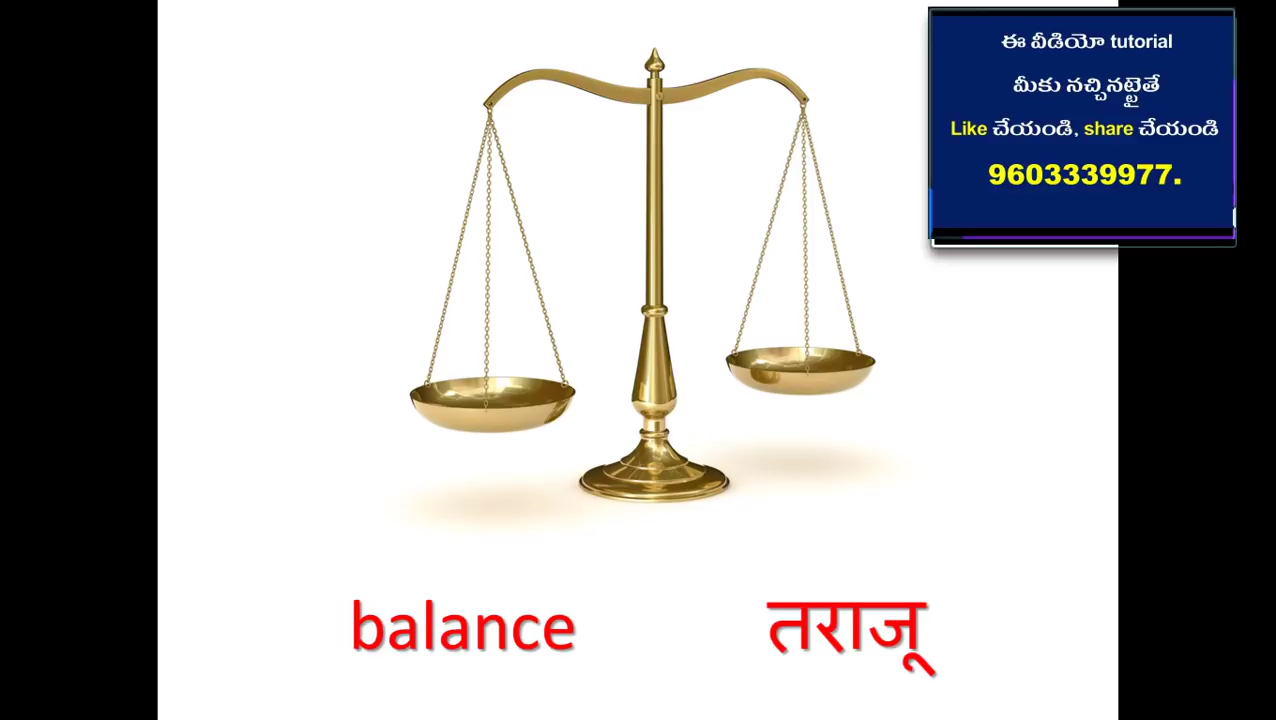 ఈ వీడియో tutorial
మీకు నచ్చినట్టైతే
Like చేయండి, share చేయండి
9603339977.
balance तराजू